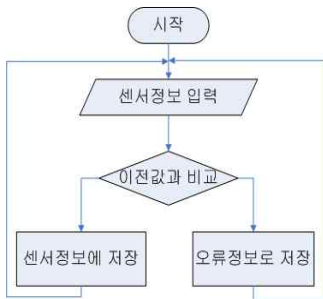 시작
센서정보 입력
이전값과 비교
센서정보에 저장
오류정보로 저장